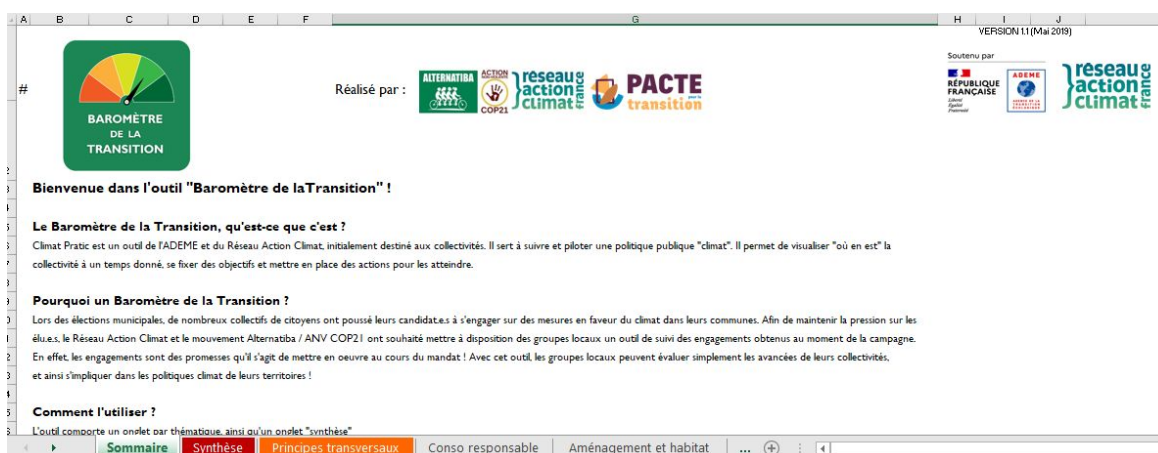 A B C D E F G H I J
VERSION 1.1 (Mai 2019)
Soutenu par
#
BAROMÈTRE
DE LA
TRANSITION
Réalisé par :
ALTERNATIBA
ACTION
COP21
réseau
action
climat
france
PACTE
transition
RÉPUBLIQUE
FRANÇAISE
Liberté
Égalité
Fraternité
ADEME
réseau
action
climat
france
Bienvenue dans l'outil "Baromètre de laTransition" !
Le Baromètre de la Transition, qu'est-ce que c'est ?
Climat Pratic est un outil de l'ADEME et du Réseau Action Climat, initialement destiné aux collectivités. Il sert à suivre et piloter une politique publique "climat". Il permet de visualiser "où en est" la
collectivité à un temps donné, se fixer des objectifs et mettre en place des actions pour les atteindre.
Pourquoi un Baromètre de la Transition ?
Lors des élections municipales, de nombreux collectifs de citoyens ont poussé leurs candidat.e.s à s'engager sur des mesures en faveur du climat dans leurs communes. Afin de maintenir la pression sur les
élu.e.s, le Réseau Action Climat et le mouvement Alternatiba / ANV COP21 ont souhaité mettre à disposition des groupes locaux un outil de suivi des engagements obtenus au moment de la campagne.
En effet, les engagements sont des promesses qu'il s'agit de mettre en oeuvre au cours du mandat ! Avec cet outil, les groupes locaux peuvent évaluer simplement les avancées de leurs collectivités,
et ainsi s'impliquer dans les politiques climat de leurs territoires !
Comment l'utiliser ?
L'outil comporte un onglet par thématique, ainsi qu'un onglet "synthèse"
Sommaire Synthèse Principes transversaux Conso responsable Aménagement et habitat ...